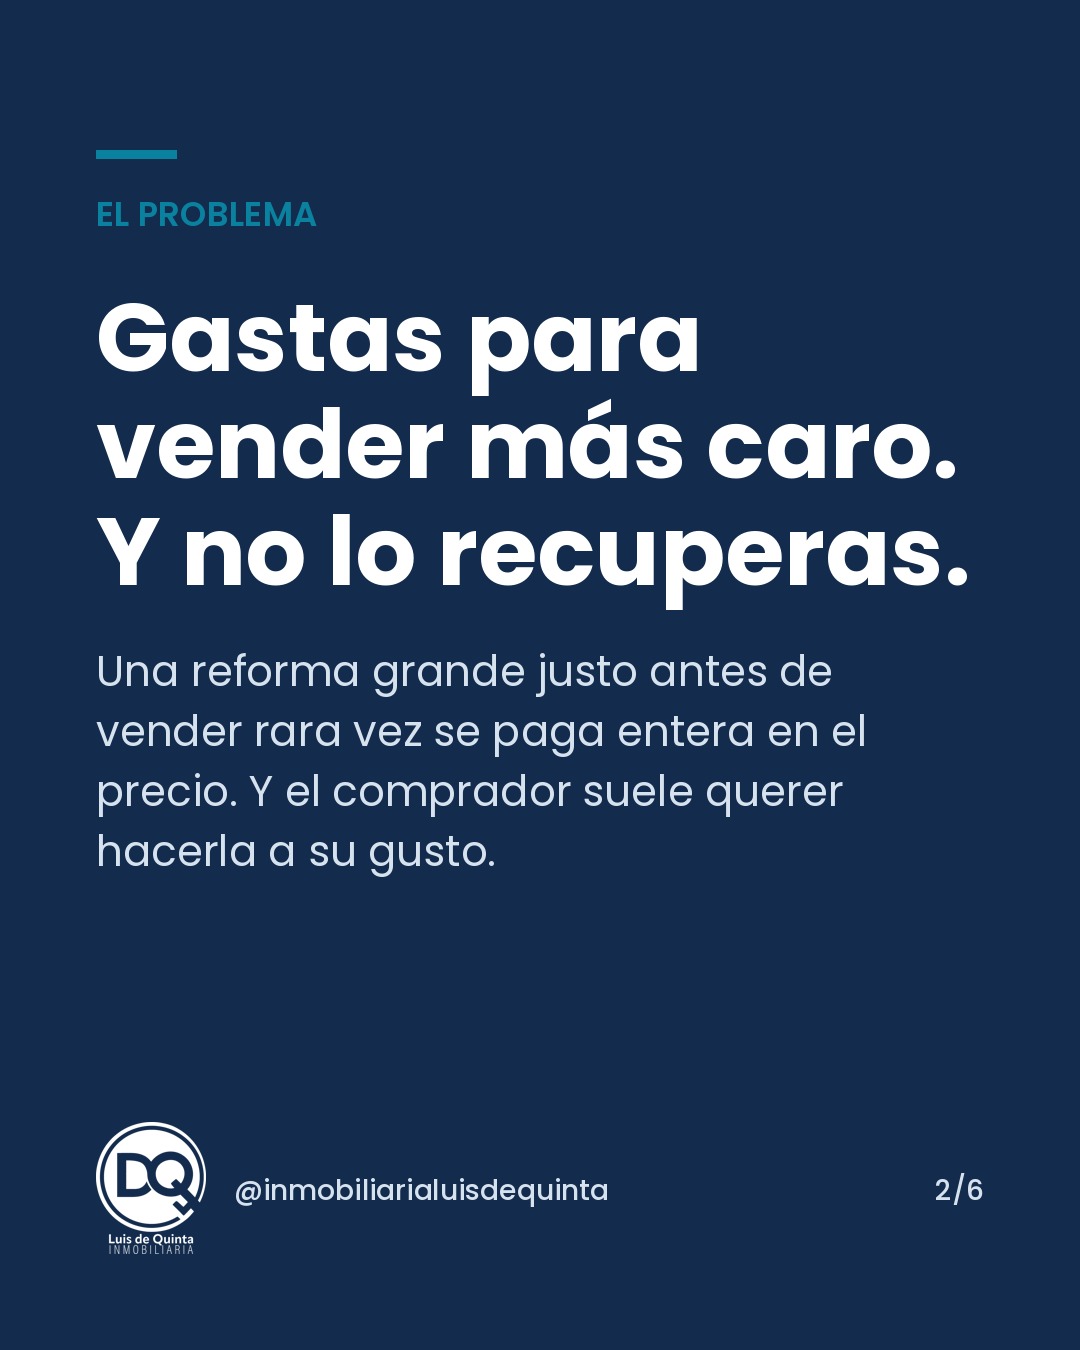 EL PROBLEMA
Gastas para
vender más caro.
Y no lo recuperas.
Una reforma grande justo antes de
vender rara vez se paga entera en el
precio. Y el comprador suele querer
hacerla a su gusto.
DQ
Luis de Quinta
INMOBILIARIA
@inmobiliarialuisdequinta
2/6